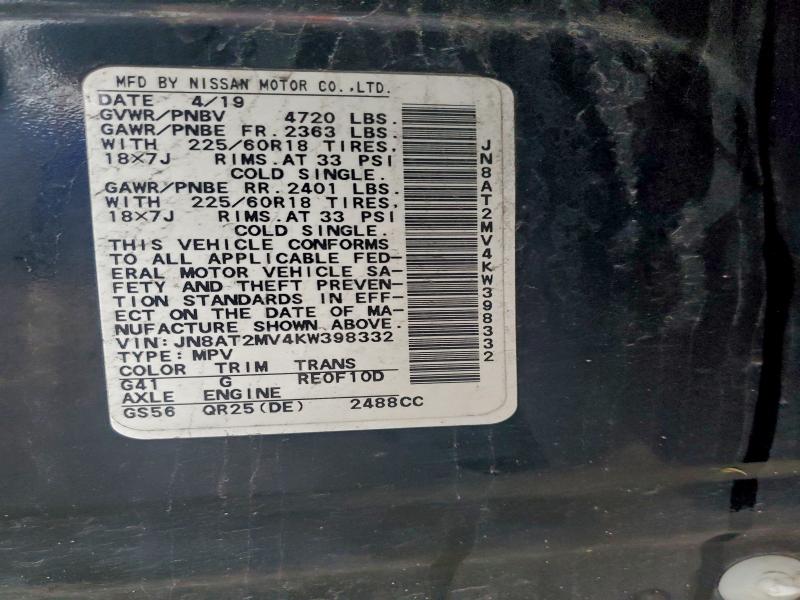 MFD BY NISSAN MOTOR CO.,LTD.
DATE 4/19
GVWR/PNBV 4720 LBS.
GAWR/PNBE FR. 2363 LBS.
WITH 225/60R18 TIRES,
18×7J RIMS.AT 33 PSI
COLD SINGLE.
GAWR/PNBE RR. 2401 LBS.
WITH 225/60R18 TIRES,
18×7J RIMS.AT 33 PSI
COLD SINGLE.
THIS VEHICLE CONFORMS
TO ALL APPLICABLE FED-
ERAL MOTOR VEHICLE SA-
FETY AND THEFT PREVEN-
TION STANDARDS IN EFF-
ECT ON THE DATE OF MA-
NUFACTURE SHOWN ABOVE.
VIN:JN8AT2MV4KW398332
TYPE:MPV
COLOR TRIM TRANS
G41 G RE0F10D
AXLE ENGINE
GS56 QR25(DE) 2488CC
JN8AT2MV4KW398332